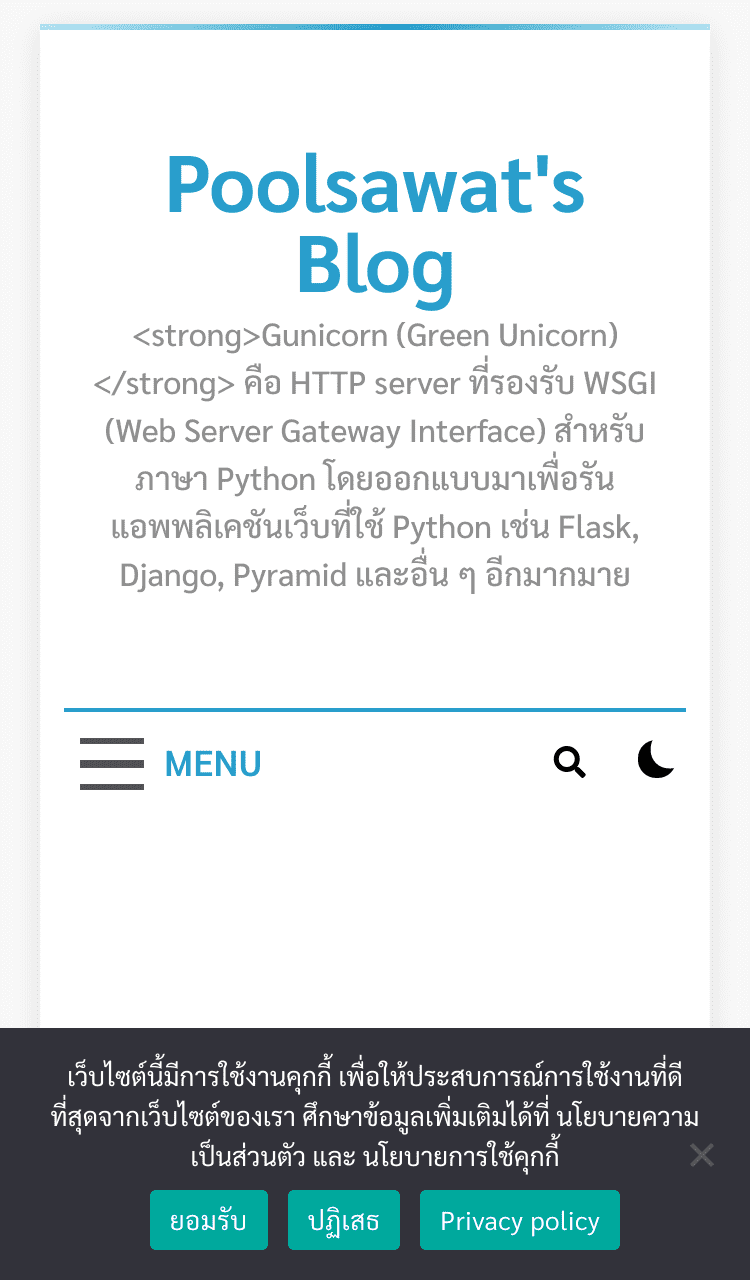 Poolsawat's
Blog
<strong>Gunicorn (Green Unicorn)
</strong> คือ HTTP server ที่รองรับ WSGI
(Web Server Gateway Interface) สำหรับ
ภาษา Python โดยออกแบบมาเพื่อรัน
แอพพลิเคชันเว็บที่ใช้ Python เช่น Flask,
Django, Pyramid และอื่น ๆ อีกมากมาย
MENU
เว็บไซต์นี้มีการใช้งานคุกกี้ เพื่อให้ประสบการณ์การใช้งานที่ดี
ที่สุดจากเว็บไซต์ของเรา ศึกษาข้อมูลเพิ่มเติมได้ที่ นโยบายความ
เป็นส่วนตัว และ นโยบายการใช้คุกกี้
ยอมรับ ปฏิเสธ Privacy policy